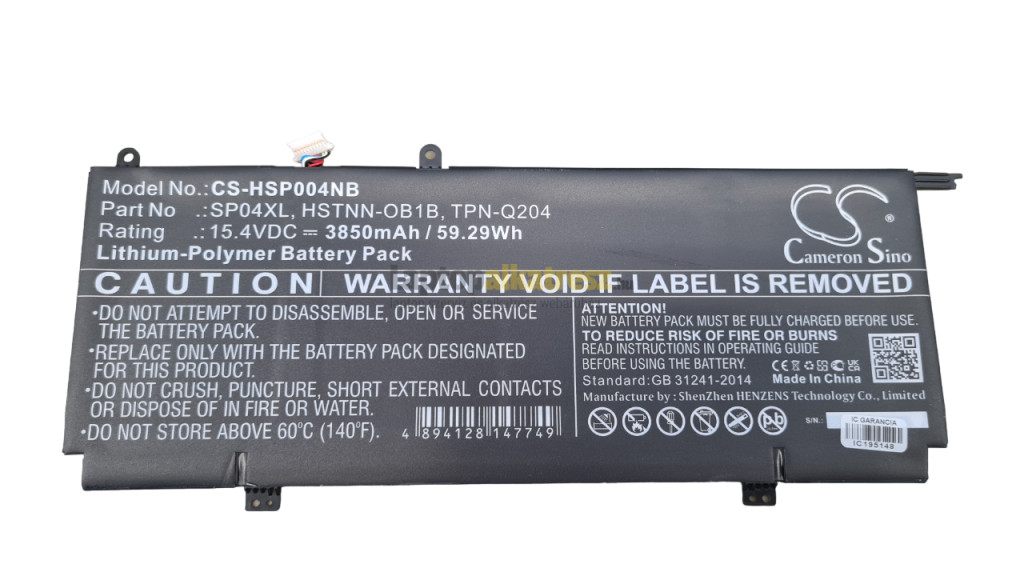 Model No.:CS-HSP004NB
Part No .:SP04XL, HSTNN-OB1B, TPN-Q204
Rating .:15.4VDC ⎓ 3850mAh / 59.29Wh
Lithium-Polymer Battery Pack
CS
Cameron Sino
CAUTION
WARRANTY VOID IF LABEL IS REMOVED
•DO NOT ATTEMPT TO DISASSEMBLE, OPEN OR SERVICE
THE BATTERY PACK.
•REPLACE ONLY WITH THE BATTERY PACK DESIGNATED
FOR THIS PRODUCT.
•DO NOT CRUSH, PUNCTURE, SHORT EXTERNAL CONTACTS
OR DISPOSE OF IN FIRE OR WATER.
•DO NOT STORE ABOVE 60°C (140°F).
4 894128 147749
ATTENTION!
NEW BATTERY PACK MUST BE FULLY CHARGED BEFORE USE.
TO REDUCE RISK OF FIRE OR BURNS
READ INSTRUCTIONS IN OPERATING GUIDE
BEFORE BEING USED.
Standard:GB 31241-2014
Made In China
Manufacture by : ShenZhen HENZENS Technology Co., Limited
Pb
S/N.:
IC GARANCIA
IC195148